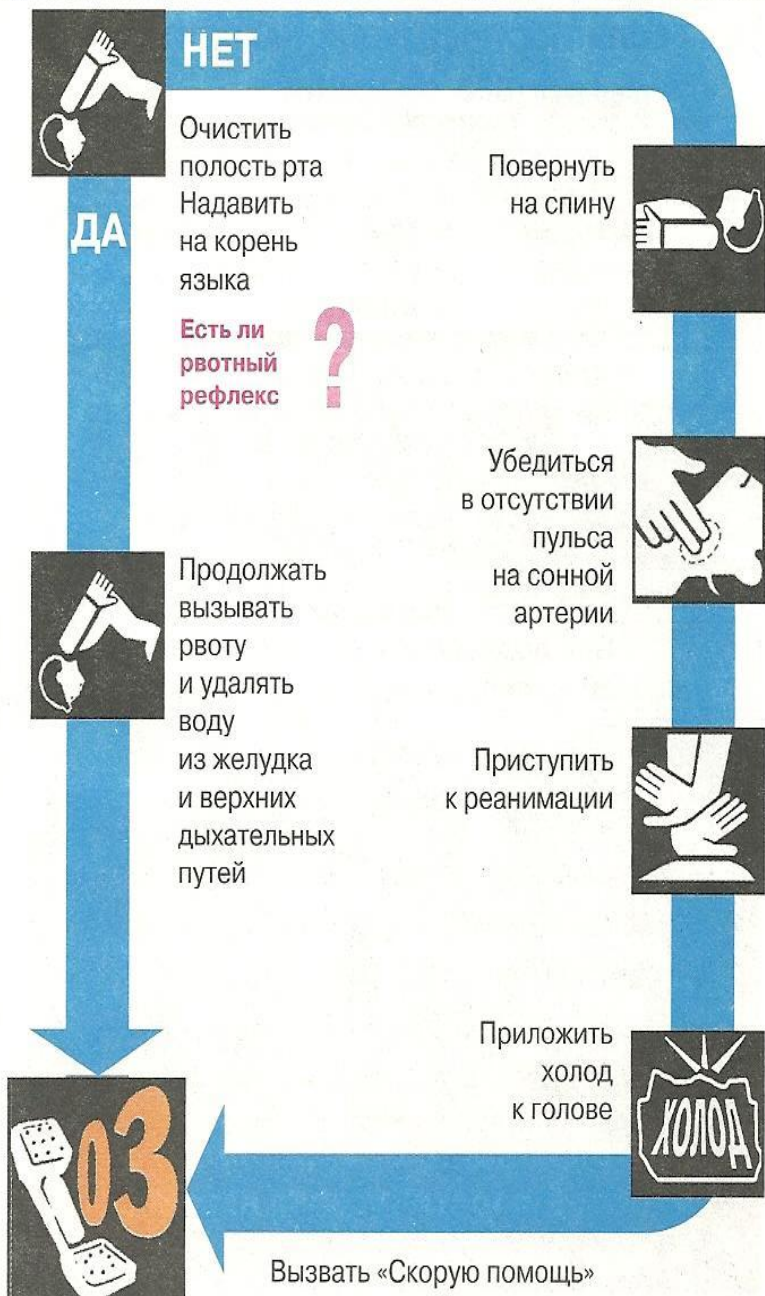 НЕТ
Очистить
полость рта
Надавить
на корень
языка
Есть ли
рвотный
рефлекс
?
ДА
Продолжать
вызывать
рвоту
и удалять
воду
из желудка
и верхних
дыхательных
путей
Повернуть
на спину
Убедиться
в отсутствии
пульса
на сонной
артерии
Приступить
к реанимации
Приложить
холод
к голове
ХОЛОД
03
Вызвать «Скорую помощь»